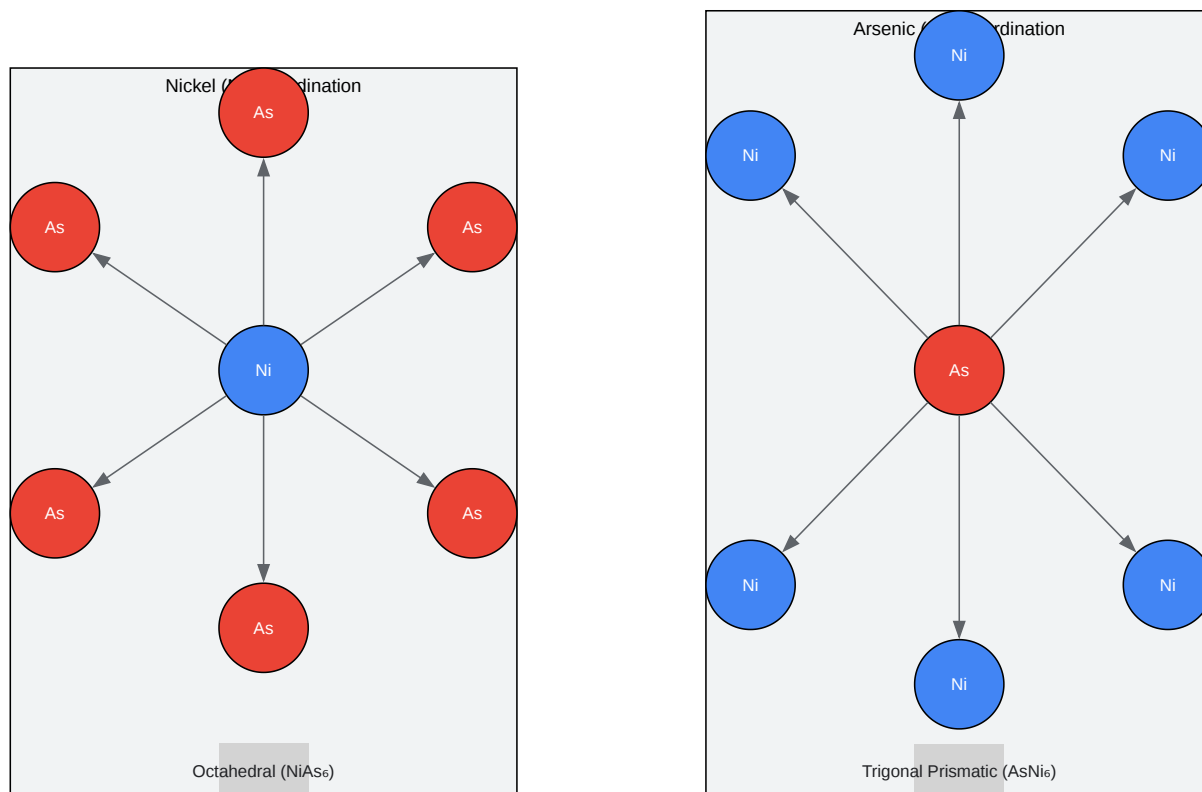 Nickel ( rdination
As
As
As
Ni
As
As
As
Octahedral (NiAs₆)
Arsenic ( rdination
Ni
Ni
Ni
As
Ni
Ni
Ni
Trigonal Prismatic (AsNi₆)